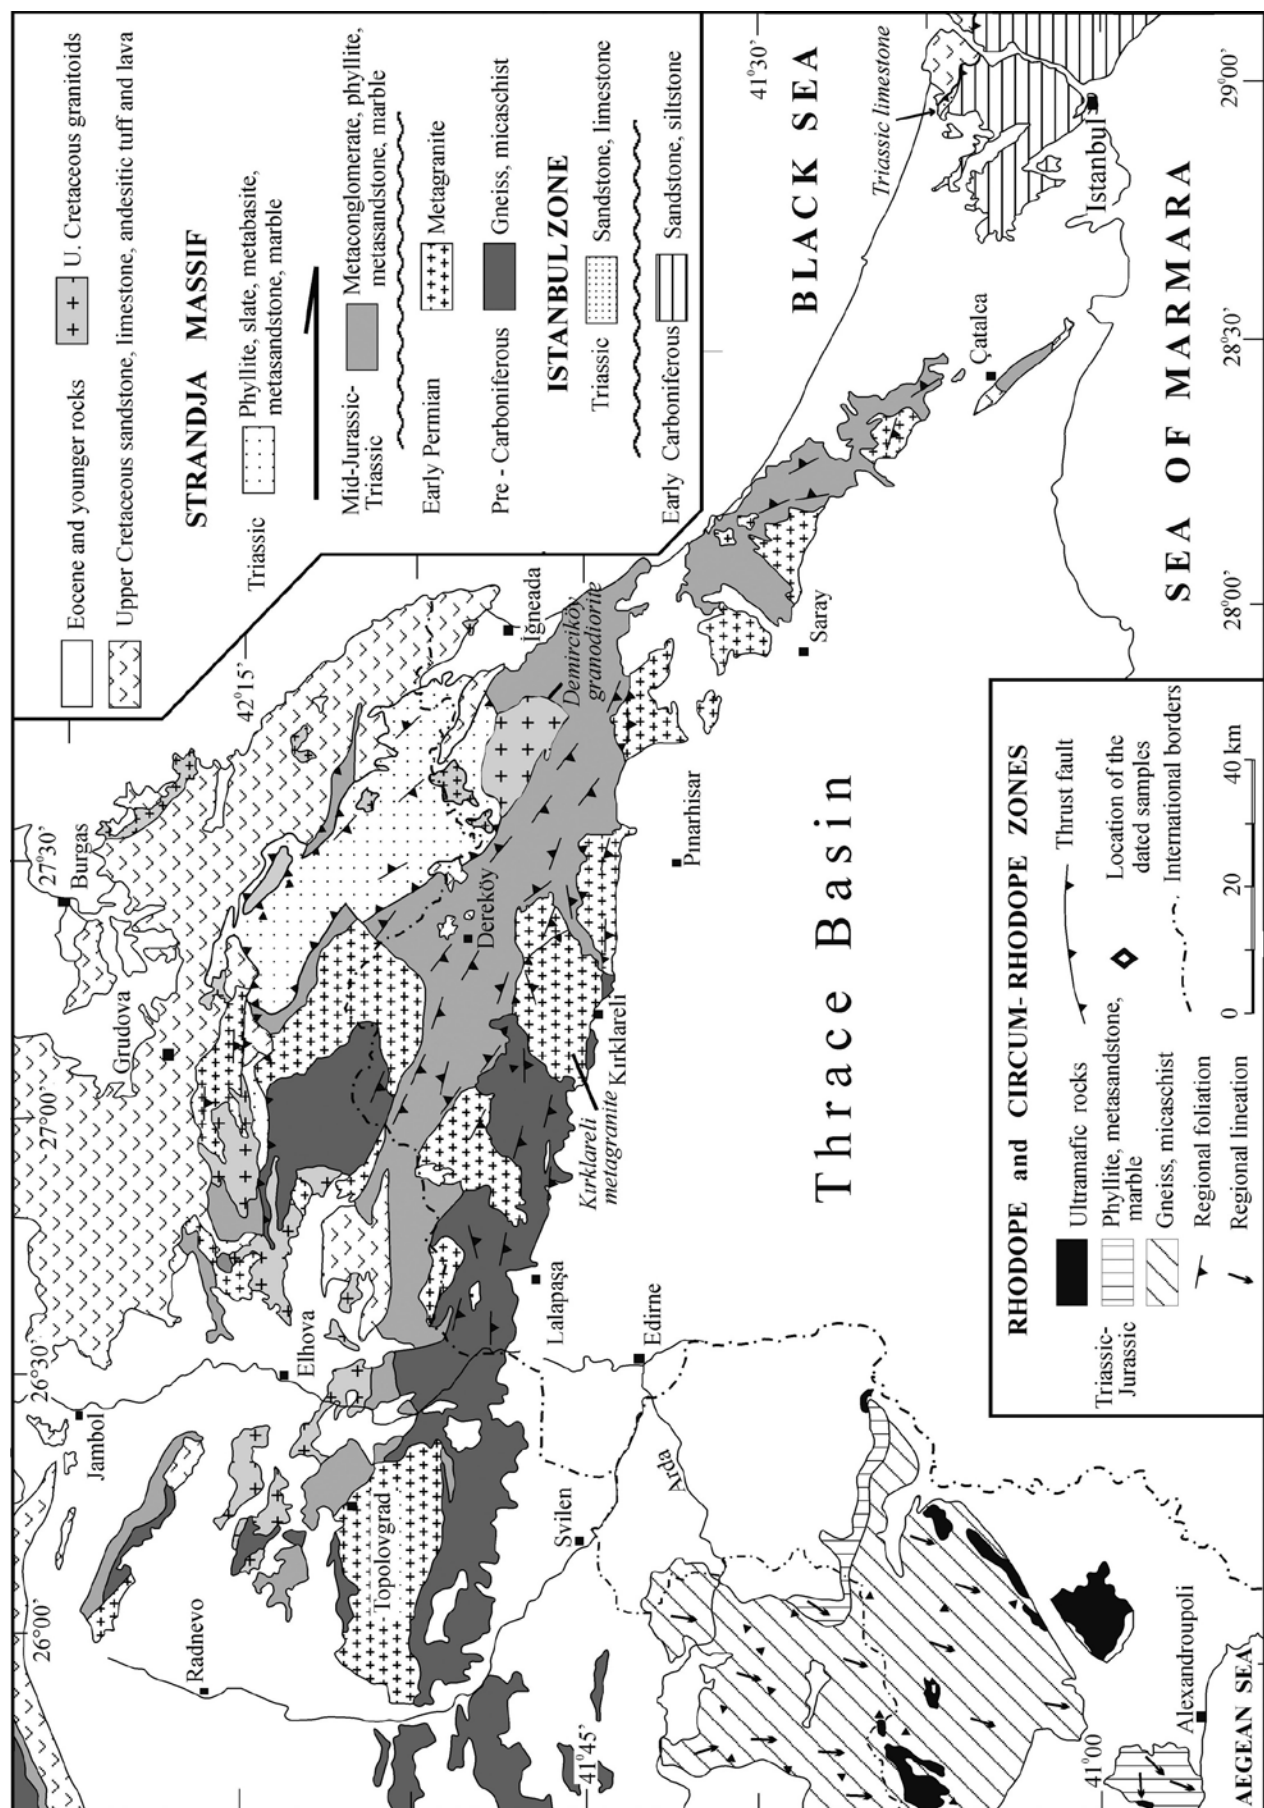 Eocene and younger rocks
U. Cretaceous granitoids
Upper Cretaceous sandstone, limestone, andesitic tuff and lava
STRANDJA MASSIF
Triassic
Phyllite, slate, metabasite,
metasandstone, marble
Mid-Jurassic-
Triassic
Metaconglomerate, phyllite,
metasandstone, marble
Early Permian
Metagranite
Pre - Carboniferous
Gneiss, micaschist
ISTANBUL ZONE
Triassic
Sandstone, limestone
Early Carboniferous
Sandstone, siltstone
RHODOPE and CIRCUM-RHODOPE ZONES
Ultramafic rocks
Thrust fault
Triassic-
Jurassic
Phyllite, metasandstone,
marble
Location of the
dated samples
Gneiss, micaschist
International borders
Regional foliation
Regional lineation
0
20
40 km
26°00'
26°30'
27°00'
27°30'
42°15'
41°30'
28°00'
28°30'
29°00'
41°45'
41°00'
Jambol
Burgas
Grudova
Radnevo
Elhova
Topolovgrad
Svilen
Arda
Edirne
Lalapaşa
Kırklareli
metagranite
Kırklareli
Dereköy
Pınarhisar
Demirciköy
granodiorite
İğneada
Saray
Çatalca
Istanbul
Triassic limestone
BLACK SEA
SEA OF MARMARA
Thrace Basin
Alexandroupoli
AEGEAN SEA